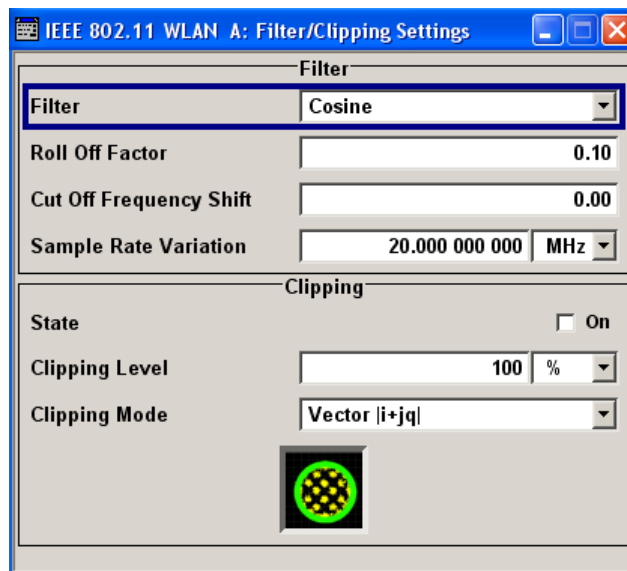 IEEE 802.11 WLAN A: Filter/Clipping Settings
Filter
Filter Cosine
Roll Off Factor 0.10
Cut Off Frequency Shift 0.00
Sample Rate Variation 20.000 000 000 MHz
Clipping
State On
Clipping Level 100 %
Clipping Mode Vector |i+jq|